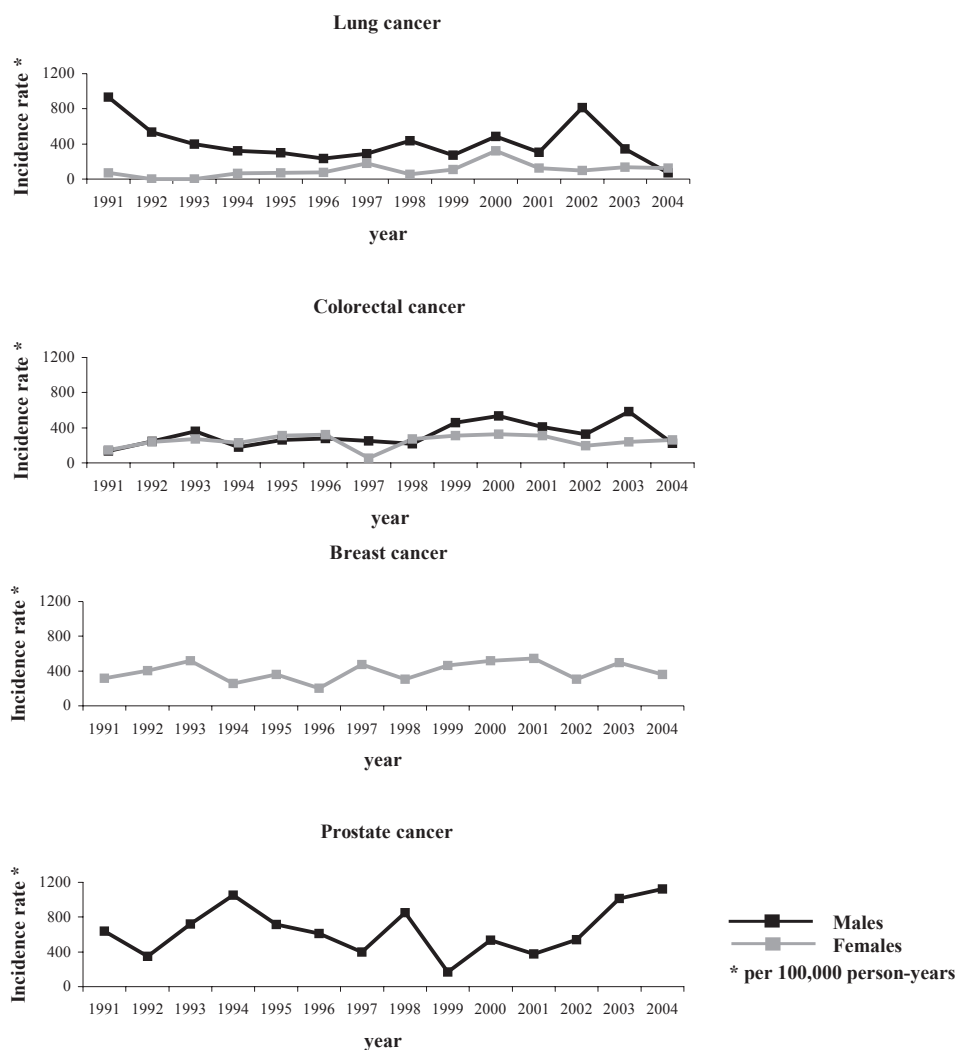 Lung cancer
Incidence rate *
1200
800
400
0
1991 1992 1993 1994 1995 1996 1997 1998 1999 2000 2001 2002 2003 2004
year
Colorectal cancer
Incidence rate *
1200
800
400
0
1991 1992 1993 1994 1995 1996 1997 1998 1999 2000 2001 2002 2003 2004
year
Breast cancer
Incidence rate *
1200
800
400
0
1991 1992 1993 1994 1995 1996 1997 1998 1999 2000 2001 2002 2003 2004
year
Prostate cancer
Incidence rate *
1200
800
400
0
1991 1992 1993 1994 1995 1996 1997 1998 1999 2000 2001 2002 2003 2004
year
Males
Females
* per 100,000 person-years